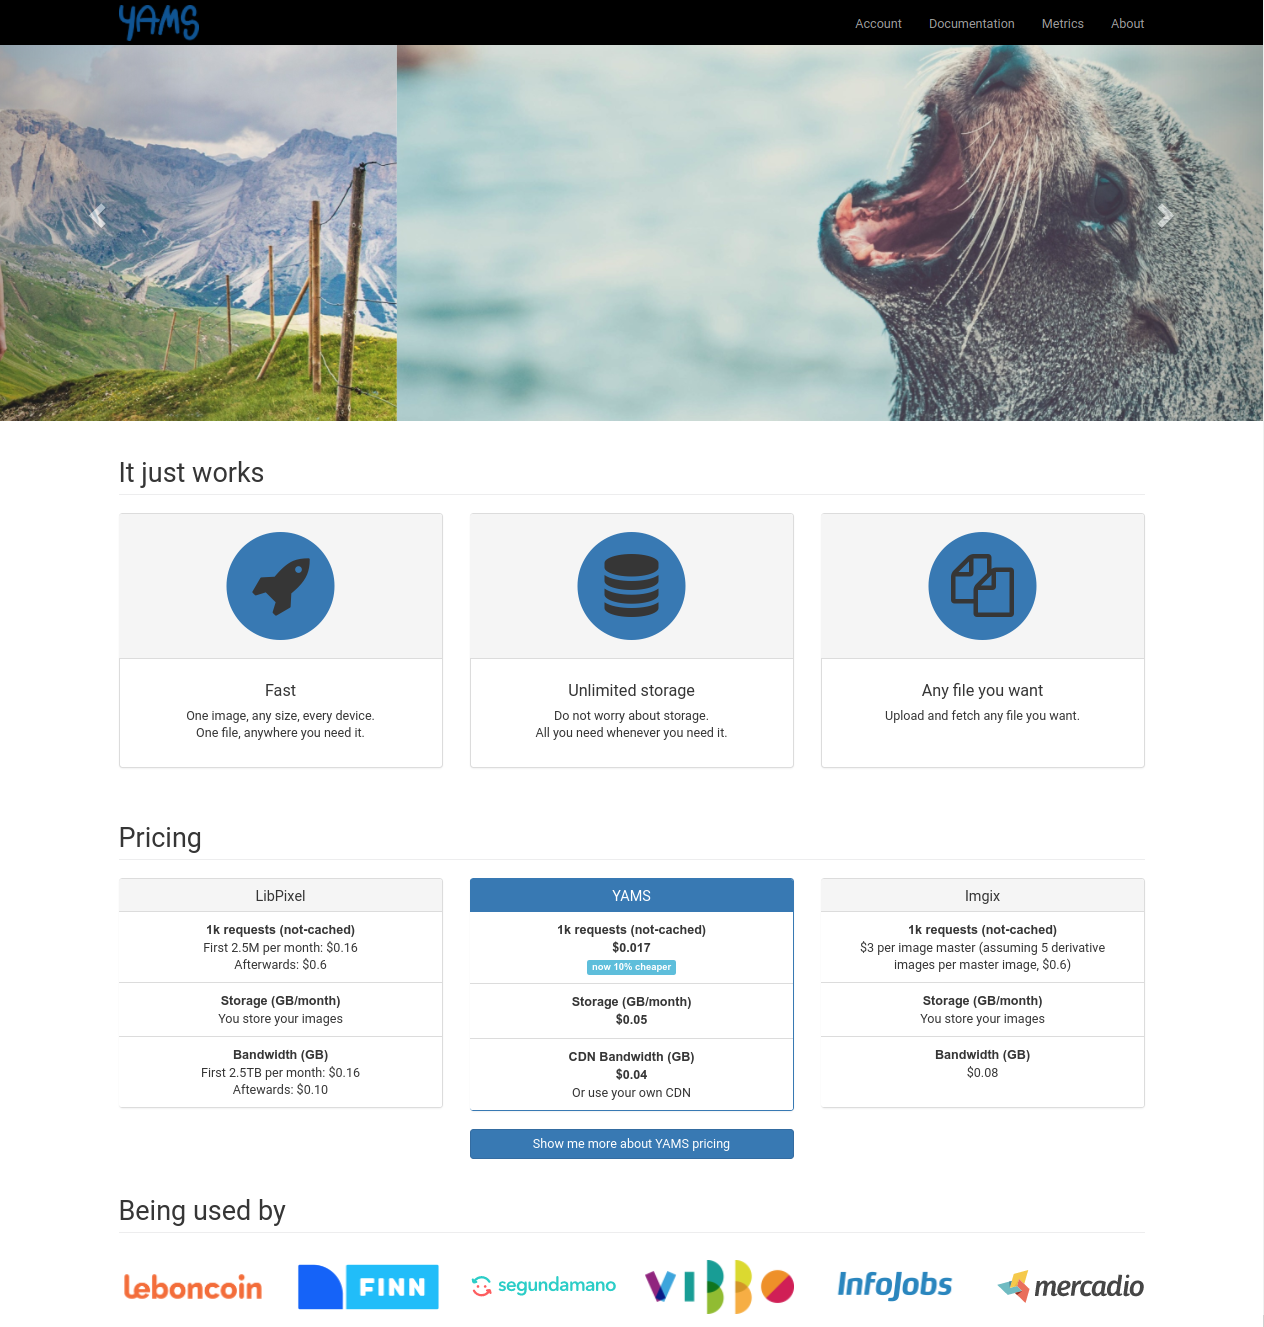 YAMS
Account Documentation Metrics About
It just works
Fast
One image, any size, every device.
One file, anywhere you need it.
Unlimited storage
Do not worry about storage.
All you need whenever you need it.
Any file you want
Upload and fetch any file you want.
Pricing
LibPixel
1k requests (not-cached)
First 2.5M per month: $0.16
Afterwards: $0.6
Storage (GB/month)
You store your images
Bandwidth (GB)
First 2.5TB per month: $0.16
Aftewards: $0.10
YAMS
1k requests (not-cached)
$0.017
now 10% cheaper
Storage (GB/month)
$0.05
CDN Bandwidth (GB)
$0.04
Or use your own CDN
Show me more about YAMS pricing
Imgix
1k requests (not-cached)
$3 per image master (assuming 5 derivative
images per master image, $0.6)
Storage (GB/month)
You store your images
Bandwidth (GB)
$0.08
Being used by
leboncoin
FINN
segundamano
VIBBO
InfoJobs
mercadio